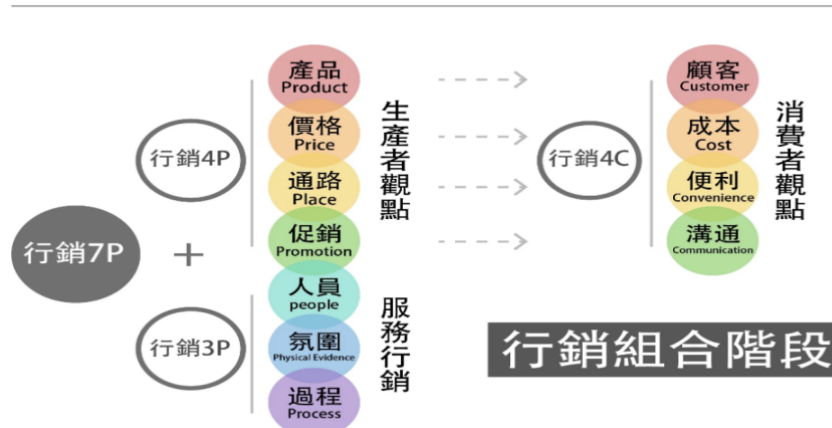 行銷7P
+
行銷4P
產品
Product
價格
Price
通路
Place
促銷
Promotion
生產者觀點
行銷3P
人員
people
氛圍
Physical Evidence
過程
Process
服務行銷
行銷4C
顧客
Customer
成本
Cost
便利
Convenience
溝通
Communication
消費者觀點
行銷組合階段